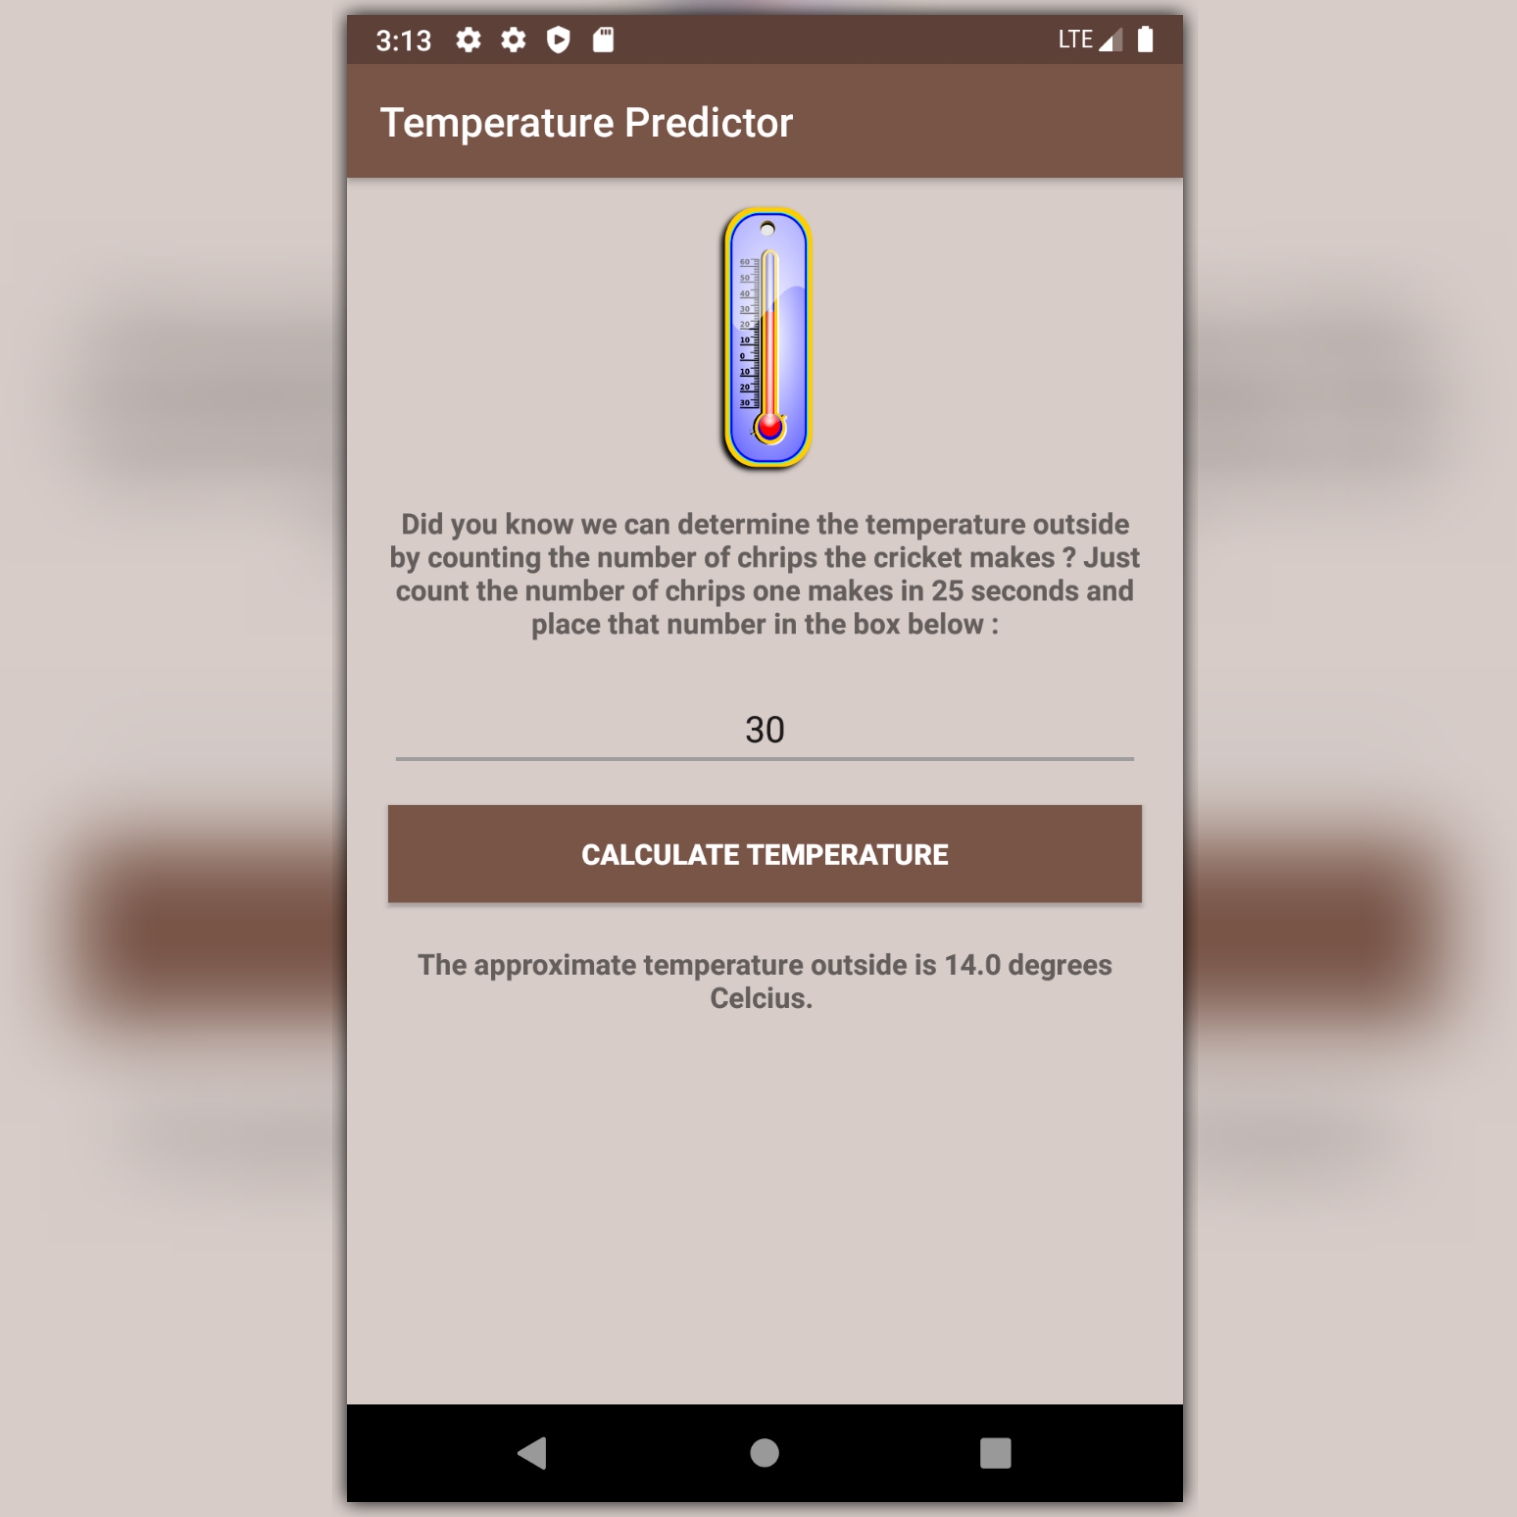 3:13
LTE
Temperature Predictor
60
50
40
30
20
10
0
10
20
30
Did you know we can determine the temperature outside
by counting the number of chrips the cricket makes ? Just
count the number of chrips one makes in 25 seconds and
place that number in the box below :
30
CALCULATE TEMPERATURE
The approximate temperature outside is 14.0 degrees
Celcius.